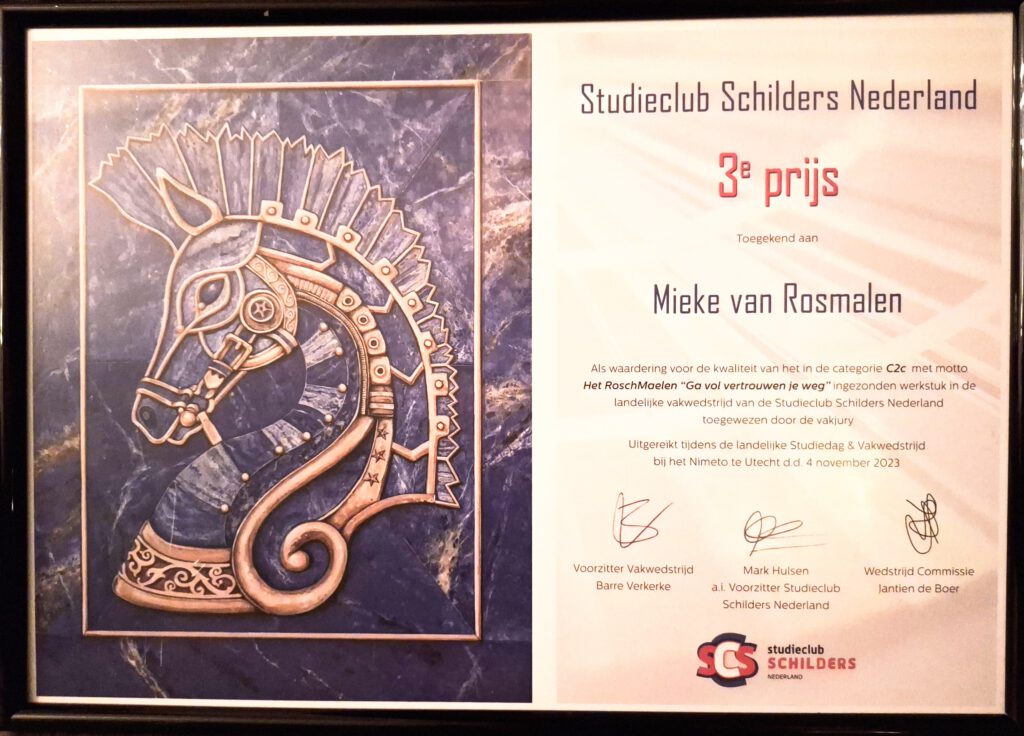 Studieclub Schilders Nederland
3e prijs
Toegekend aan
Mieke van Rosmalen
Als waardering voor de kwaliteit van het in de categorie C2c met motto
Het RoschMaelen “Ga vol vertrouwen je weg” ingezonden werkstuk in de
landelijke vakwedstrijd van de Studieclub Schilders Nederland
toegewezen door de vakjury
Uitgereikt tijdens de landelijke Studiedag & Vakwedstrijd
bij het Nimeto te Utecht d.d. 4 november 2023
Voorzitter Vakwedstrijd
Barre Verkerke
Mark Hulsen
a.i. Voorzitter Studieclub
Schilders Nederland
Wedstrijd Commissie
Jantien de Boer
SCS
studieclub
SCHILDERS
NEDERLAND